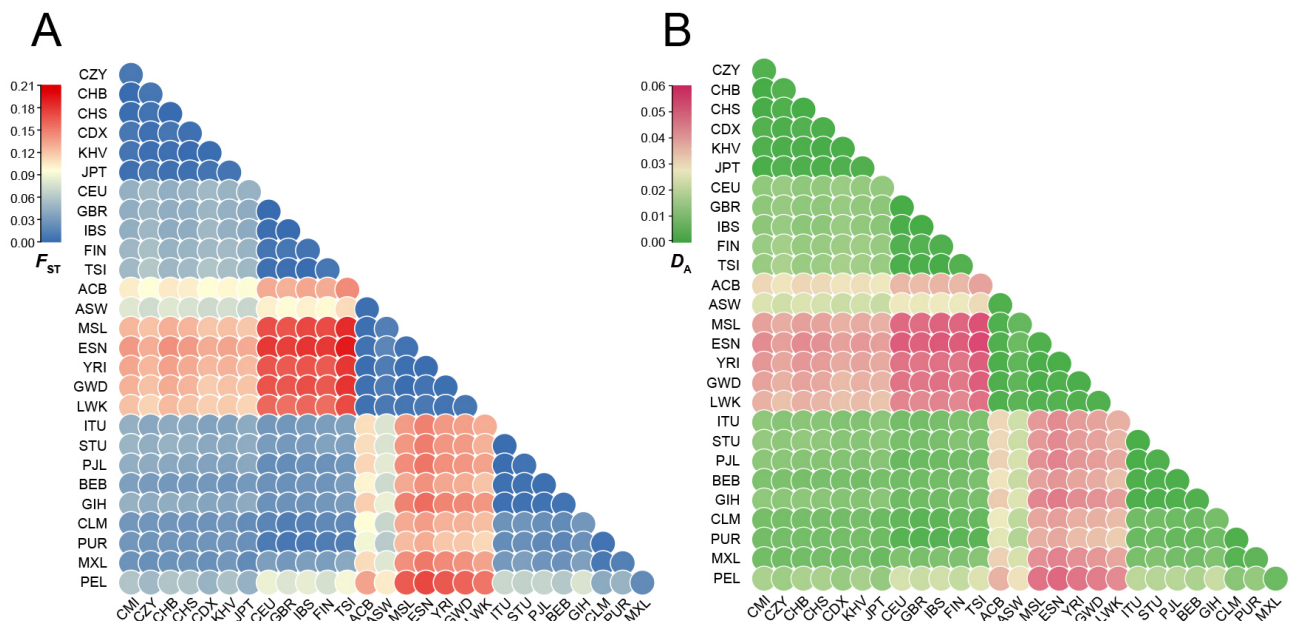 A
0.21
0.18
0.15
0.12
0.09
0.06
0.03
0.00
FST
CZY
CHB
CHS
CDX
KHV
JPT
CEU
GBR
IBS
FIN
TSI
ACB
ASW
MSL
ESN
YRI
GWD
LWK
ITU
STU
PJL
BEB
GIH
CLM
PUR
MXL
PEL
CMI CZY CHB CHS CDX KHV JPT CEU GBR IBS FIN TSI ACB ASW MSL ESN YRI GWD LWK ITU STU PJL BEB GIH CLM PUR MXL
B
0.06
0.05
0.04
0.03
0.02
0.01
0.00
DA
CZY
CHB
CHS
CDX
KHV
JPT
CEU
GBR
IBS
FIN
TSI
ACB
ASW
MSL
ESN
YRI
GWD
LWK
ITU
STU
PJL
BEB
GIH
CLM
PUR
MXL
PEL
CMI CZY CHB CHS CDX KHV JPT CEU GBR IBS FIN TSI ACB ASW MSL ESN YRI GWD LWK ITU STU PJL BEB GIH CLM PUR MXL